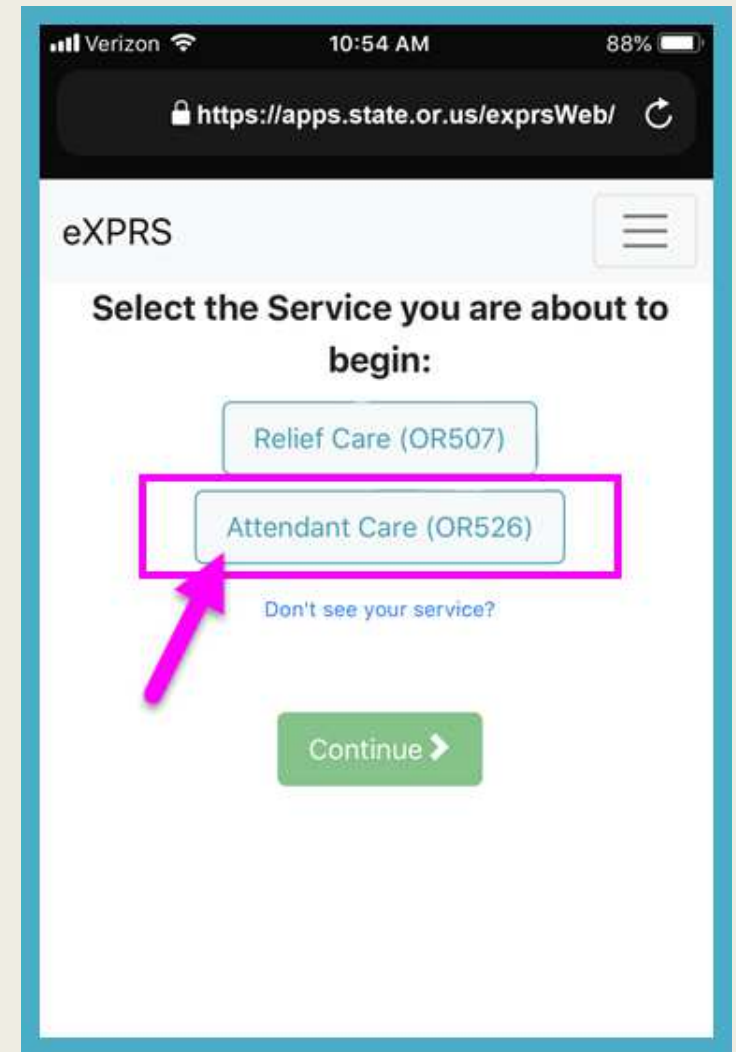 Verizon 10:54 AM 88%
https://apps.state.or.us/exprsWeb/
eXPRS
Select the Service you are about to
begin:
Relief Care (OR507)
Attendant Care (OR526)
Don't see your service?
Continue